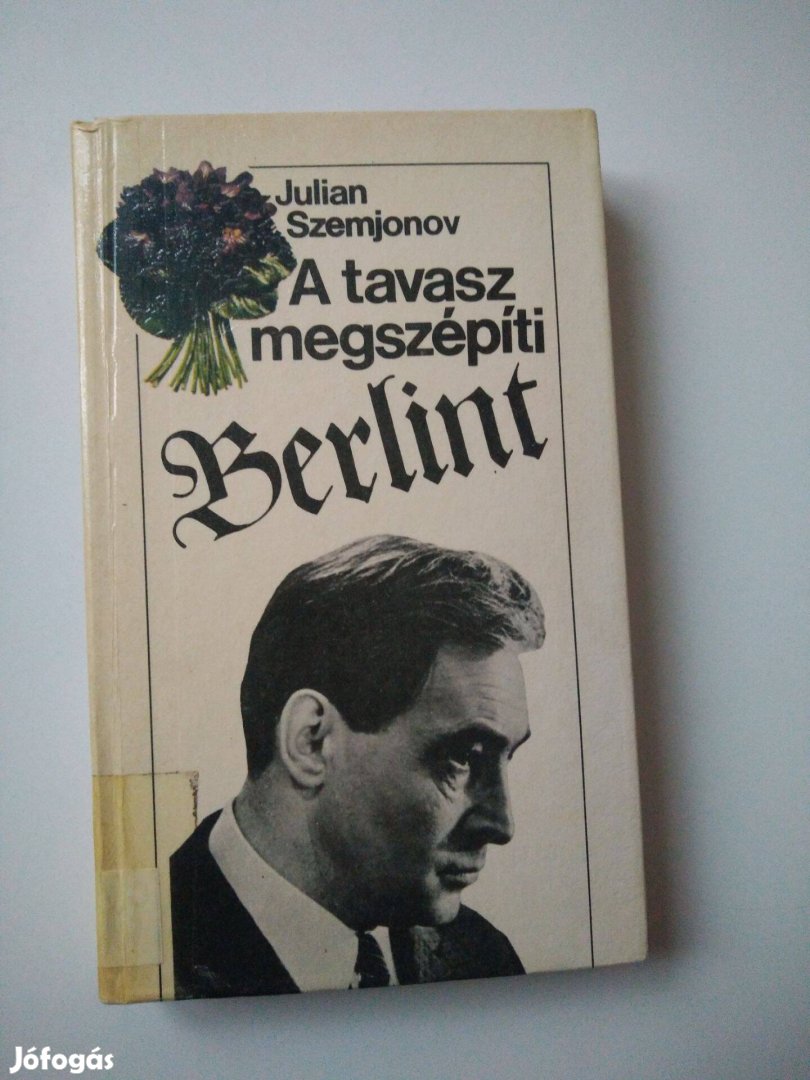 Julian
Szemjonov
A tavasz
megszépíti
Berlint
Jófogás